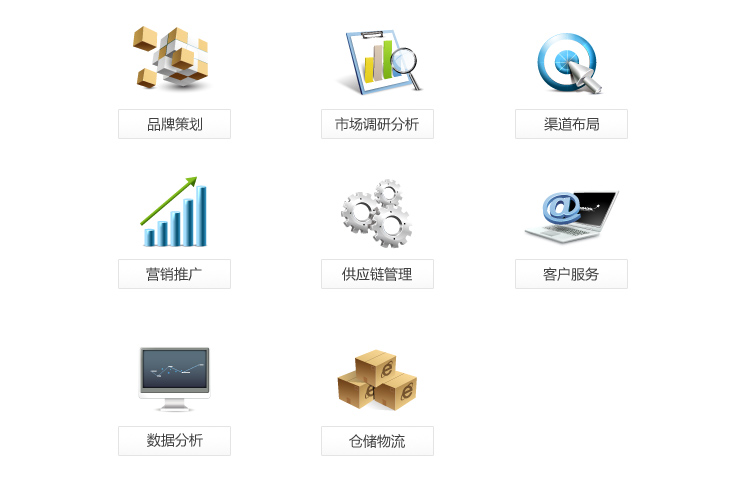 品牌策划
市场调研分析
渠道布局
营销推广
供应链管理
客户服务
数据分析
仓储物流